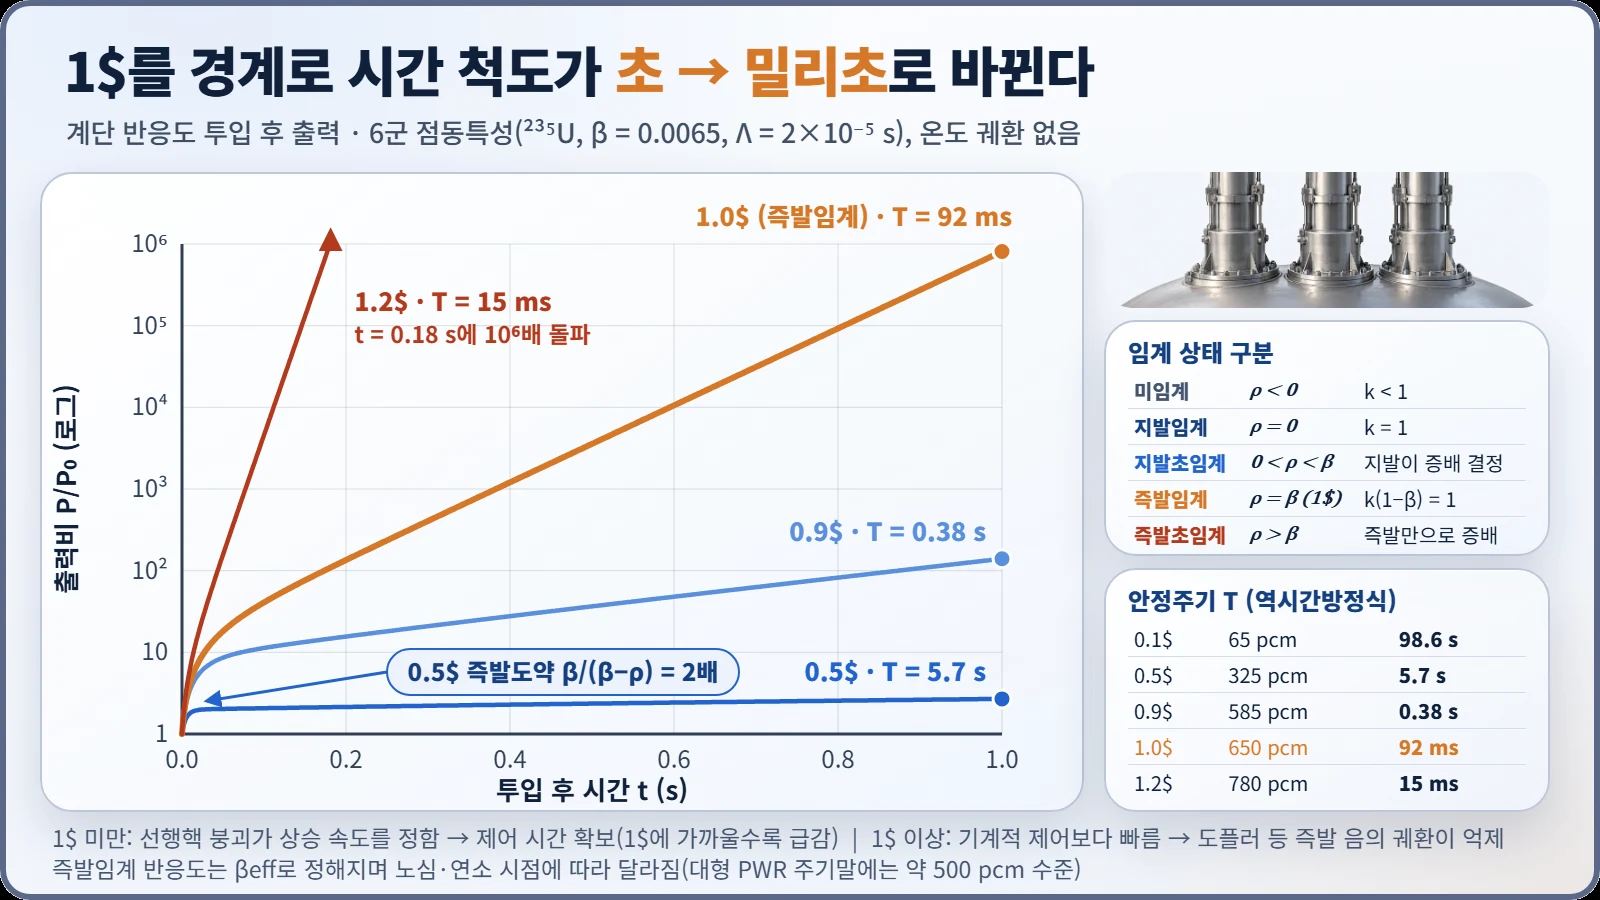 1$를 경계로 시간 척도가 초 → 밀리초로 바뀐다
계단 반응도 투입 후 출력 · 6군 점동특성(²³⁵U, β = 0.0065, Λ = 2×10⁻⁵ s), 온도 궤환 없음
1.0$ (즉발임계) · T = 92 ms
1.2$ · T = 15 ms
t = 0.18 s에 10⁶배 돌파
0.9$ · T = 0.38 s
0.5$ 즉발도약 β/(β−ρ) = 2배
0.5$ · T = 5.7 s
출력비 P/P₀ (로그)
10⁶
10⁵
10⁴
10³
10²
10
1
0.0 0.2 0.4 0.6 0.8 1.0
투입 후 시간 t (s)
임계 상태 구분
미임계 ρ < 0 k < 1
지발임계 ρ = 0 k = 1
지발초임계 0 < ρ < β 지발이 증배 결정
즉발임계 ρ = β (1$) k(1−β) = 1
즉발초임계 ρ > β 즉발만으로 증배
안정주기 T (역시간방정식)
0.1$ 65 pcm 98.6 s
0.5$ 325 pcm 5.7 s
0.9$ 585 pcm 0.38 s
1.0$ 650 pcm 92 ms
1.2$ 780 pcm 15 ms
1$ 미만: 선행핵 붕괴가 상승 속도를 정함 → 제어 시간 확보(1$에 가까울수록 급감) | 1$ 이상: 기계적 제어보다 빠름 → 도플러 등 즉발 음의 궤환이 억제
즉발임계 반응도는 βeff로 정해지며 노심·연소 시점에 따라 달라짐(대형 PWR 주기말에는 약 500 pcm 수준)